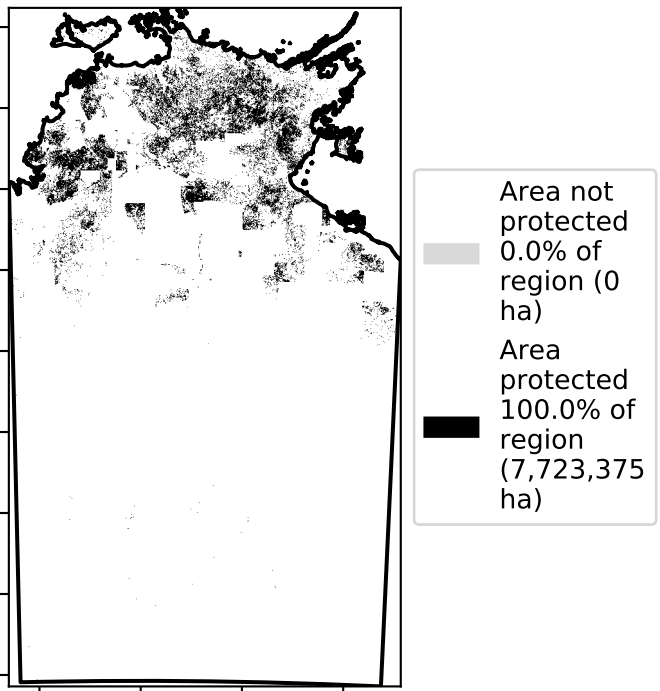 Area not
protected
0.0% of
region (0
ha)
Area
protected
100.0% of
region
(7,723,375
ha)